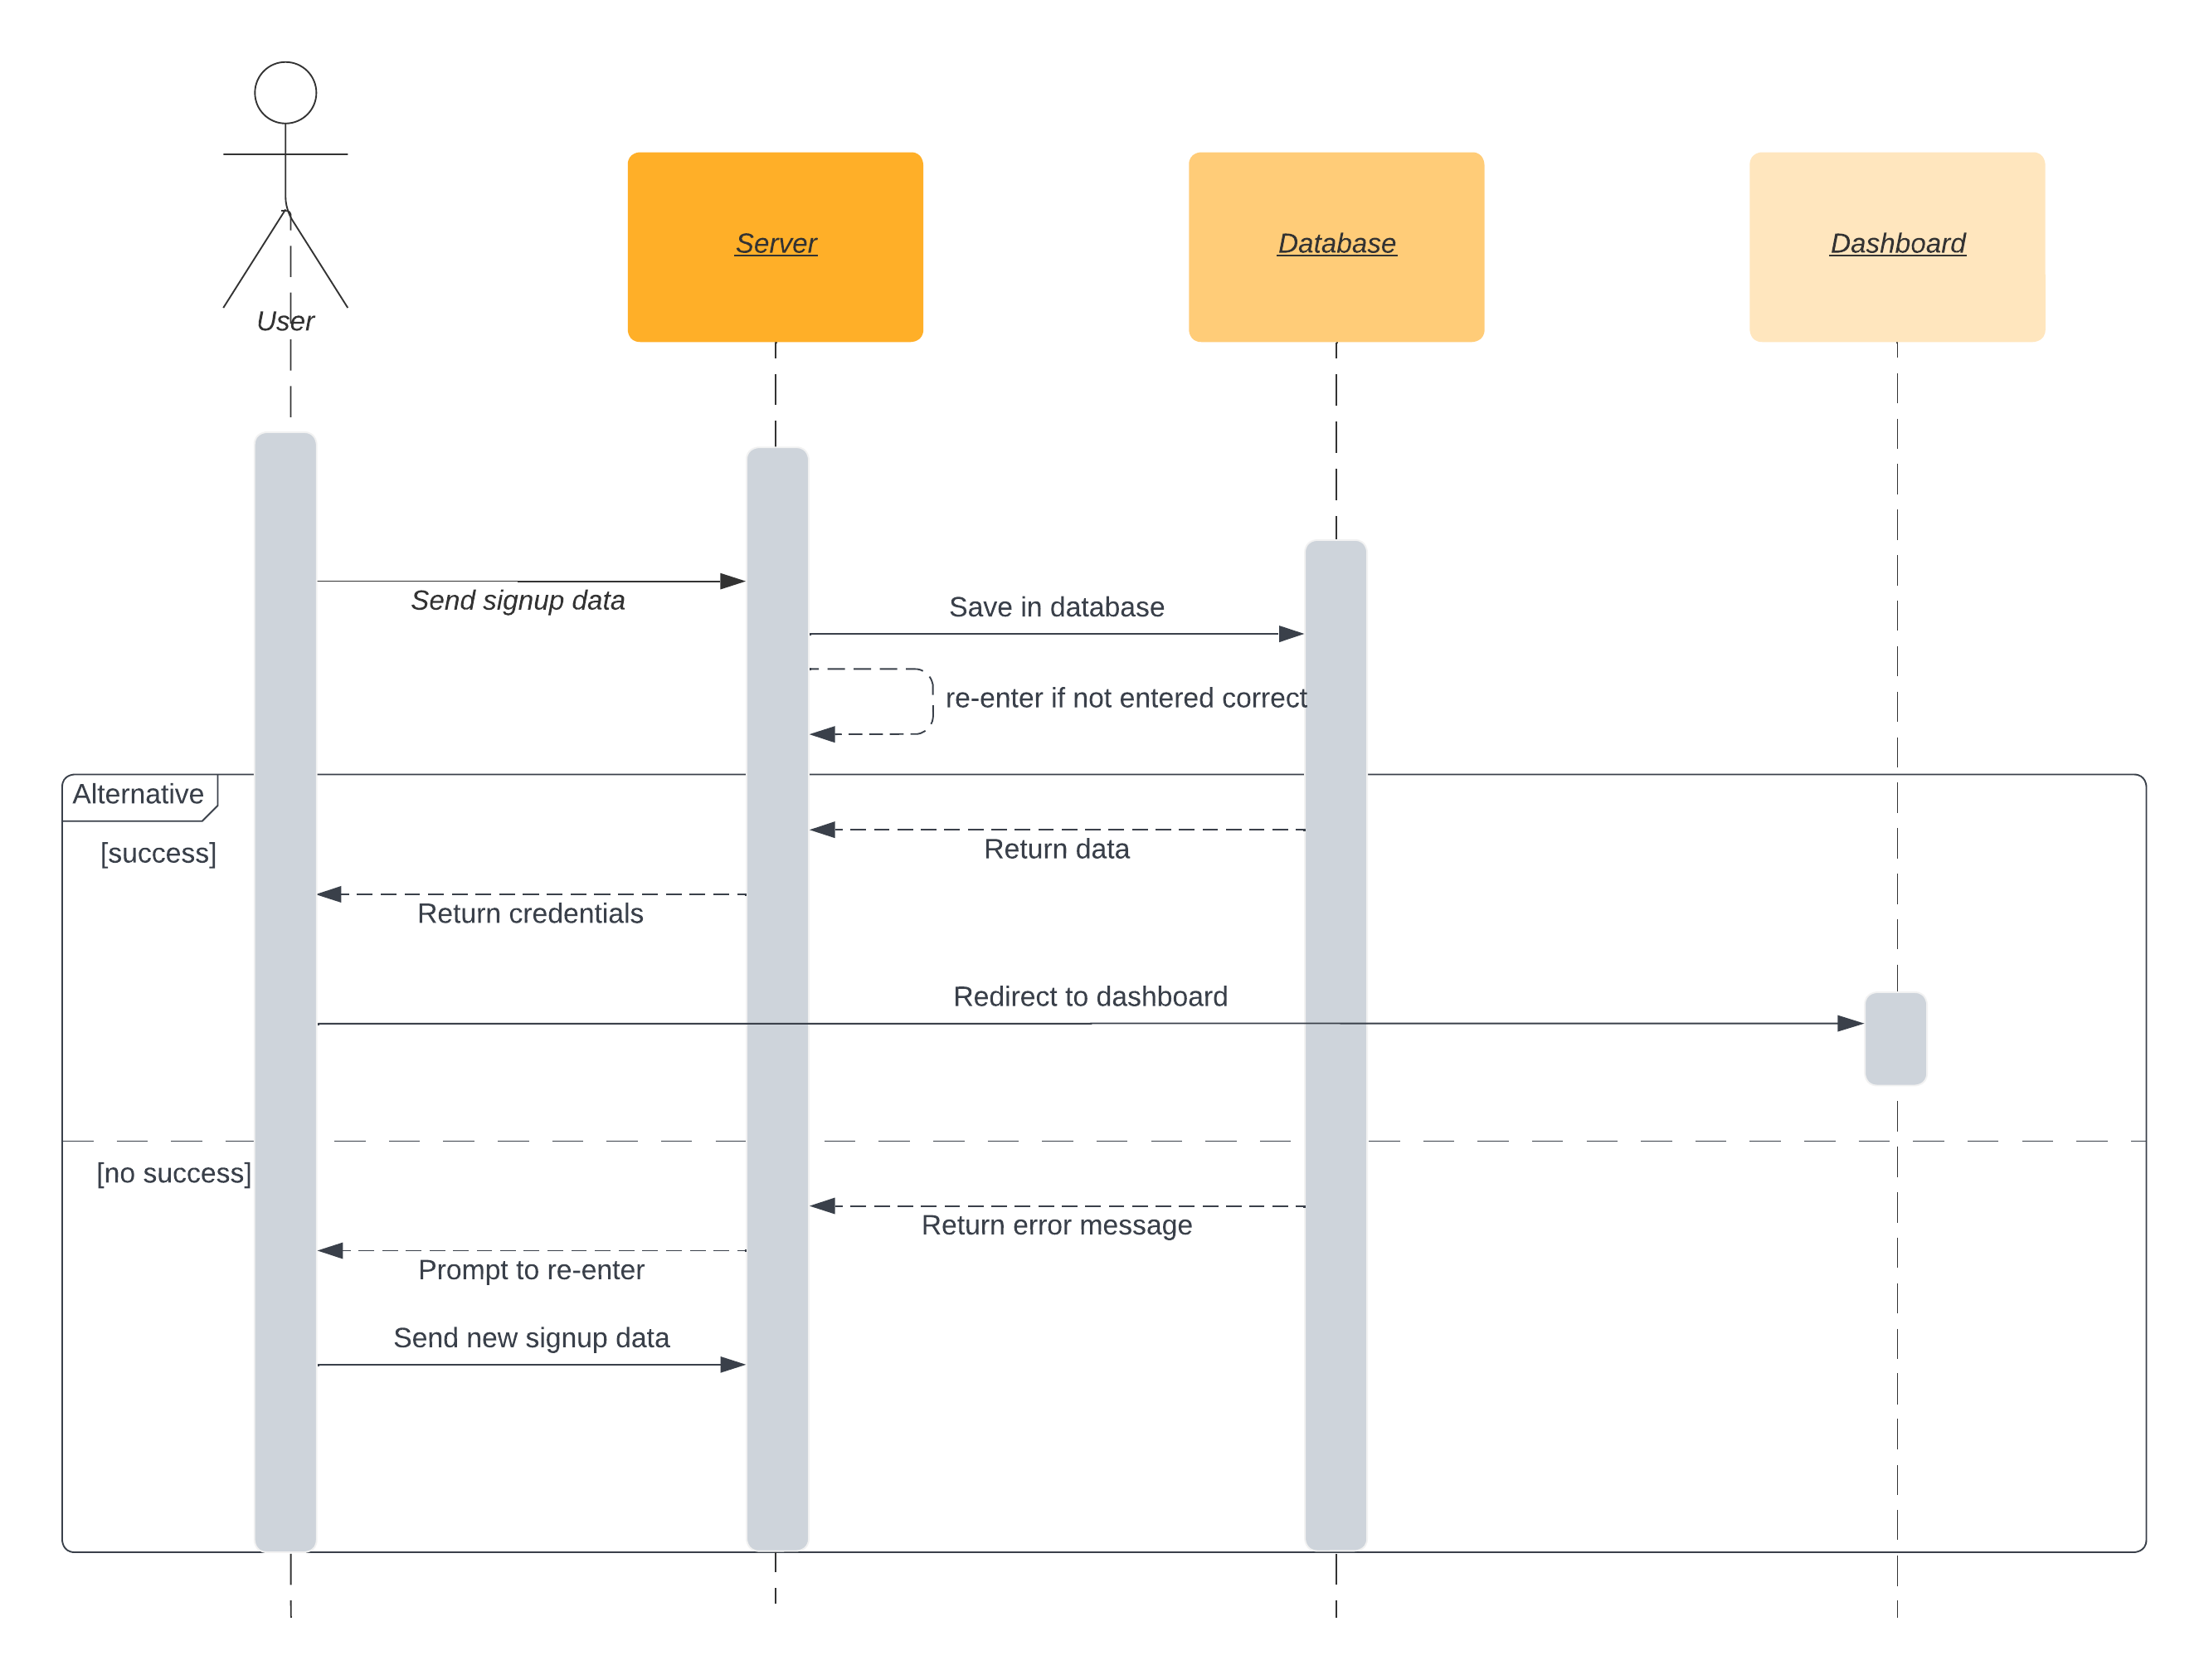 User
Server
Database
Dashboard
Send signup data
Save in database
re-enter if not entered correct
Alternative
[success]
Return data
Return credentials
Redirect to dashboard
[no success]
Return error message
Prompt to re-enter
Send new signup data